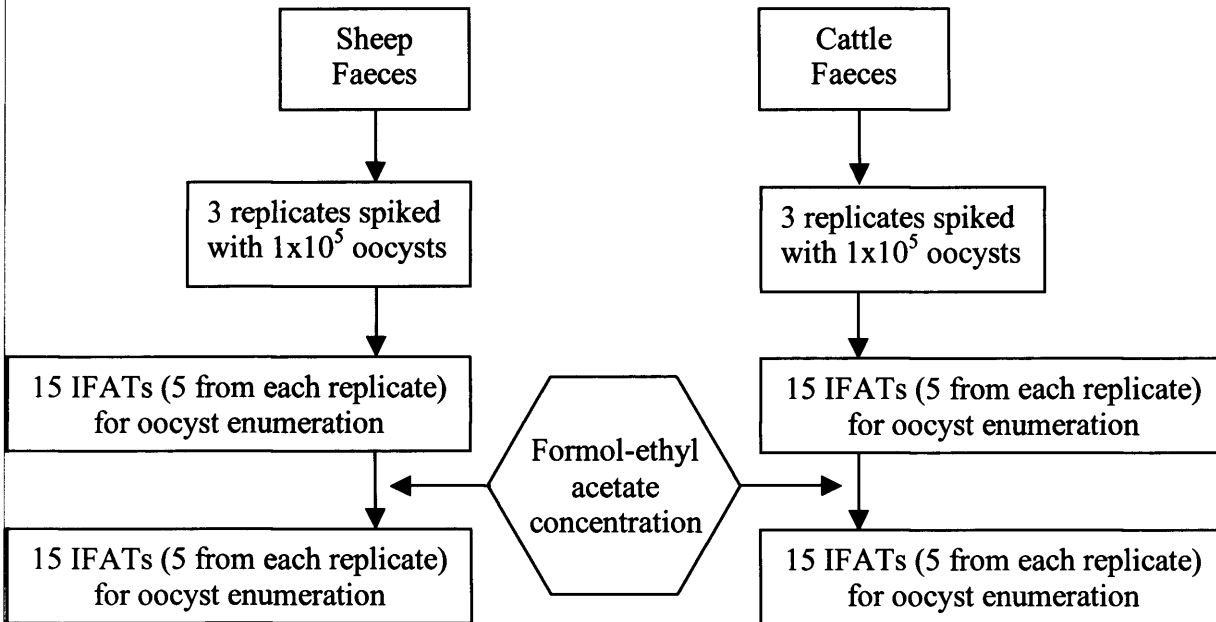 Sheep
Faeces
Cattle
Faeces
3 replicates spiked
with 1x10⁵ oocysts
3 replicates spiked
with 1x10⁵ oocysts
15 IFATs (5 from each replicate)
for oocyst enumeration
15 IFATs (5 from each replicate)
for oocyst enumeration
Formol-ethyl
acetate
concentration
15 IFATs (5 from each replicate)
for oocyst enumeration
15 IFATs (5 from each replicate)
for oocyst enumeration